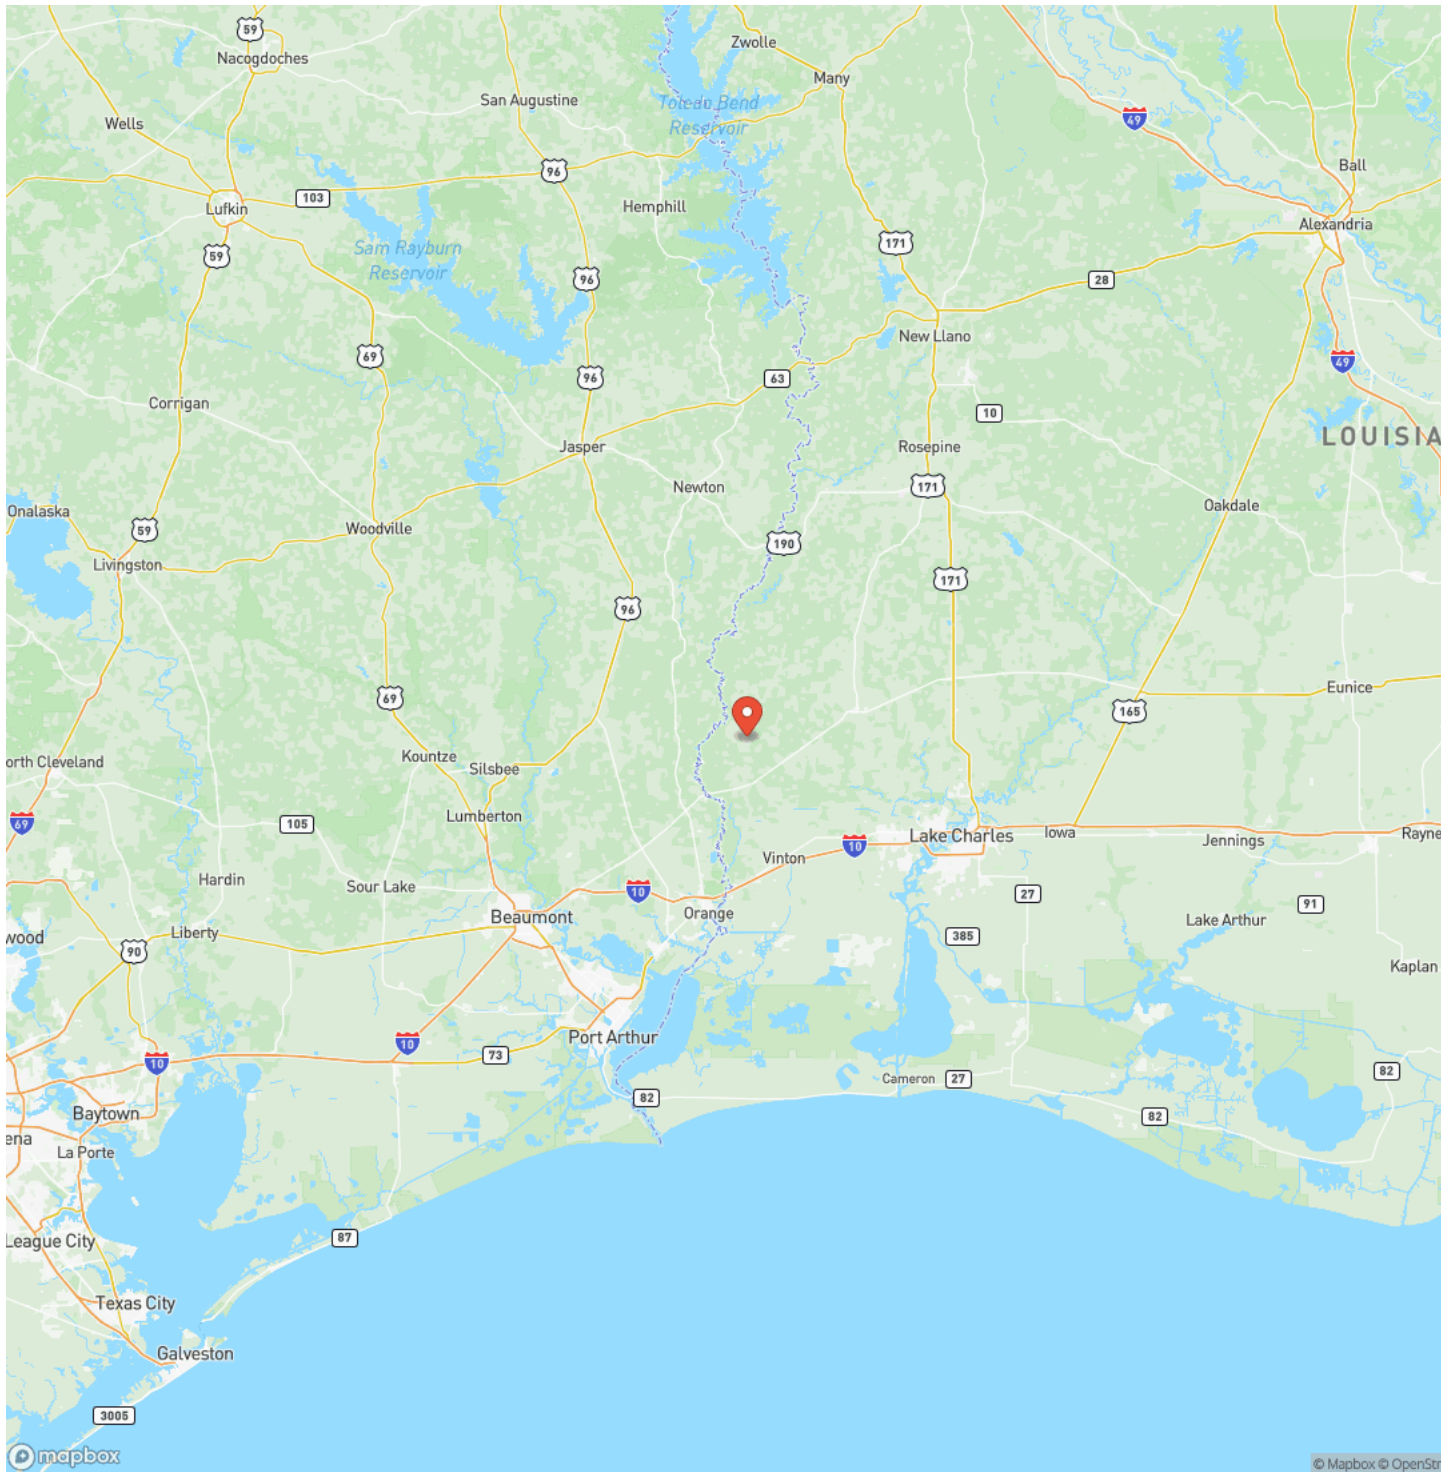 59
Nacogdoches
Zwolle
Many
San Augustine
Toledo Bend
Reservoir
Wells
49
96
Ball
103
Lufkin
Hemphill
Alexandria
59
Sam Rayburn
Reservoir
171
96
28
New Llano
69
49
96
63
Corrigan
10
LOUISIA
Jasper
Rosepine
Newton
171
Onalaska
Oakdale
59
Woodville
190
Livingston
171
96
Eunice
69
165
Kountze
orth Cleveland
Silsbee
69
105
Lumberton
Lake Charles
Iowa
Rayne
Jennings
10
Vinton
Hardin
Sour Lake
10
27
91
Beaumont
Orange
Lake Arthur
wood
Liberty
90
385
Kaplan
Port Arthur
10
73
10
82
Cameron
27
82
Baytown
82
ena
La Porte
87
League City
Texas City
Galveston
3005
mapbox
© Mapbox © OpenStr